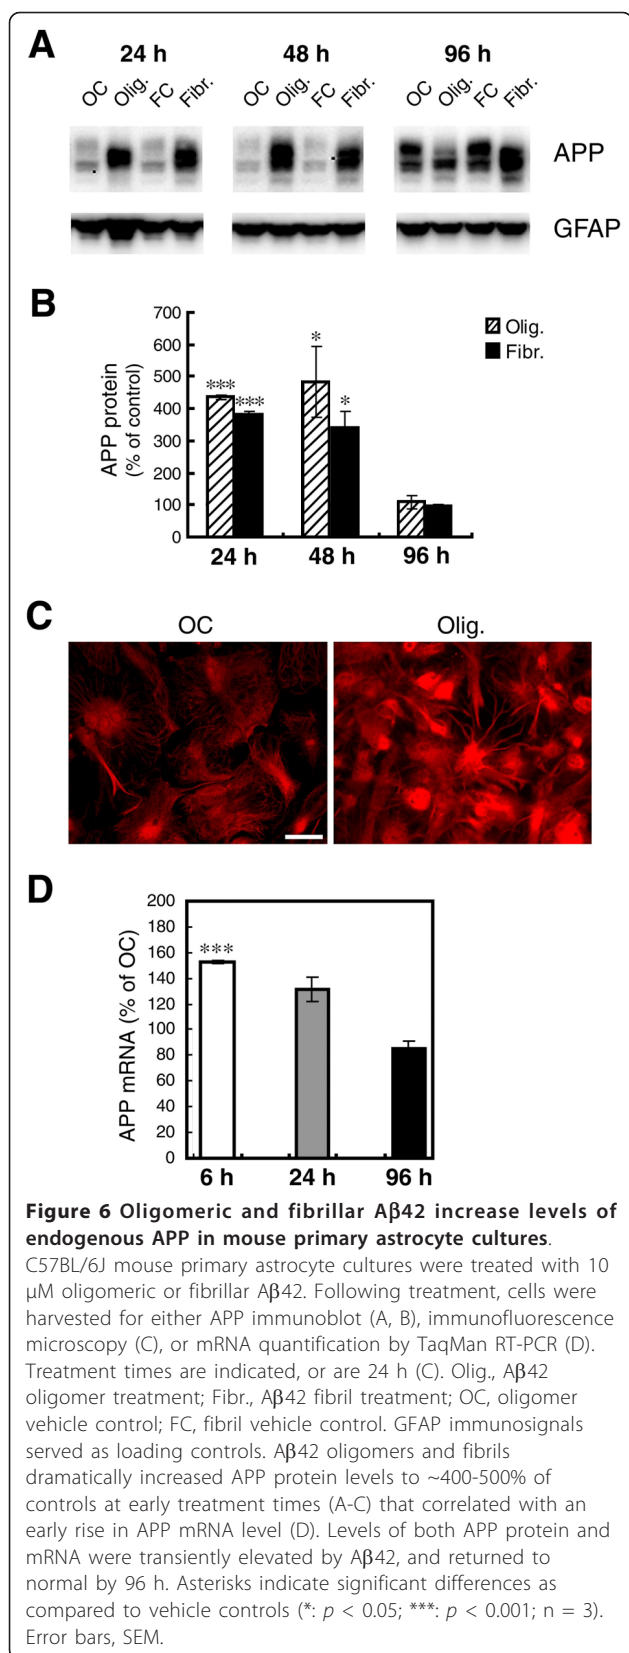 A
24 h 48 h 96 h
OC Olig. FC Fibr. OC Olig. FC Fibr. OC Olig. FC Fibr.
APP
GFAP
B
APP protein
(% of control)
700
600
500
400
300
200
100
0
*** *** * *
Olig.
Fibr.
24 h 48 h 96 h
C
OC Olig.
D
APP mRNA (% of OC)
200
180
160
140
120
100
80
60
40
20
0
***
6 h 24 h 96 h
Figure 6 Oligomeric and fibrillar Aβ42 increase levels of
endogenous APP in mouse primary astrocyte cultures.
C57BL/6J mouse primary astrocyte cultures were treated with 10
μM oligomeric or fibrillar Aβ42. Following treatment, cells were
harvested for either APP immunoblot (A, B), immunofluorescence
microscopy (C), or mRNA quantification by TaqMan RT-PCR (D).
Treatment times are indicated, or are 24 h (C). Olig., Aβ42
oligomer treatment; Fibr., Aβ42 fibril treatment; OC, oligomer
vehicle control; FC, fibril vehicle control. GFAP immunosignals
served as loading controls. Aβ42 oligomers and fibrils
dramatically increased APP protein levels to ~400-500% of
controls at early treatment times (A-C) that correlated with an
early rise in APP mRNA level (D). Levels of both APP protein and
mRNA were transiently elevated by Aβ42, and returned to
normal by 96 h. Asterisks indicate significant differences as
compared to vehicle controls (*: p < 0.05; ***: p < 0.001; n = 3).
Error bars, SEM.